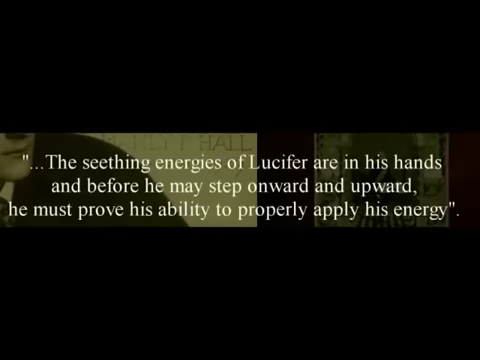 HALL
"...The seething energies of Lucifer are in his hands
and before he may step onward and upward,
he must prove his ability to properly apply his energy".